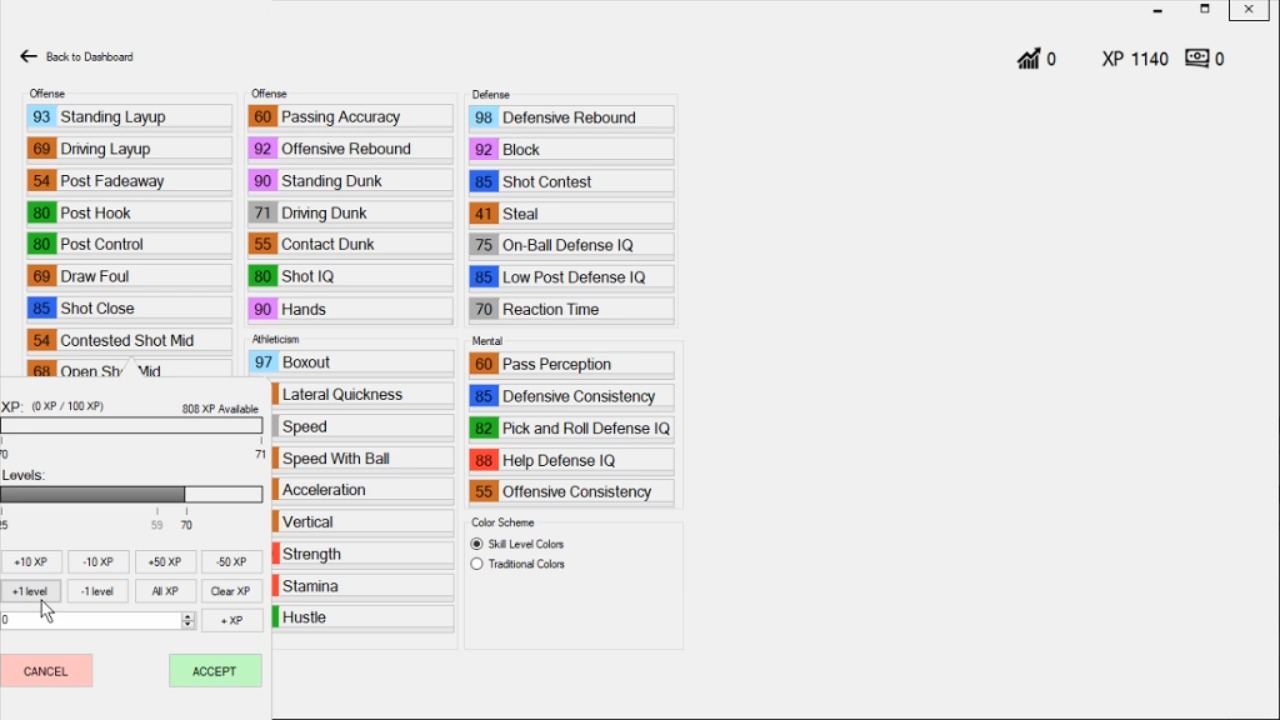 Back to Dashboard
0
XP 1140
0
Offense
93 Standing Layup
69 Driving Layup
54 Post Fadeaway
80 Post Hook
80 Post Control
69 Draw Foul
85 Shot Close
54 Contested Shot Mid
68 Open Sh Mid
Offense
60 Passing Accuracy
92 Offensive Rebound
90 Standing Dunk
71 Driving Dunk
55 Contact Dunk
80 Shot IQ
90 Hands
Athleticism
97 Boxout
Lateral Quickness
Speed
Speed With Ball
Acceleration
Vertical
Strength
Stamina
Hustle
Defense
98 Defensive Rebound
92 Block
85 Shot Contest
41 Steal
75 On-Ball Defense IQ
85 Low Post Defense IQ
70 Reaction Time
Mental
60 Pass Perception
85 Defensive Consistency
82 Pick and Roll Defense IQ
88 Help Defense IQ
55 Offensive Consistency
Color Scheme
Skill Level Colors
Traditional Colors
XP: (0 XP / 100 XP) 808 XP Available
71
Levels:
59 70
+10 XP -10 XP +50 XP -50 XP
+1 level -1 level All XP Clear XP
0 + XP
CANCEL ACCEPT